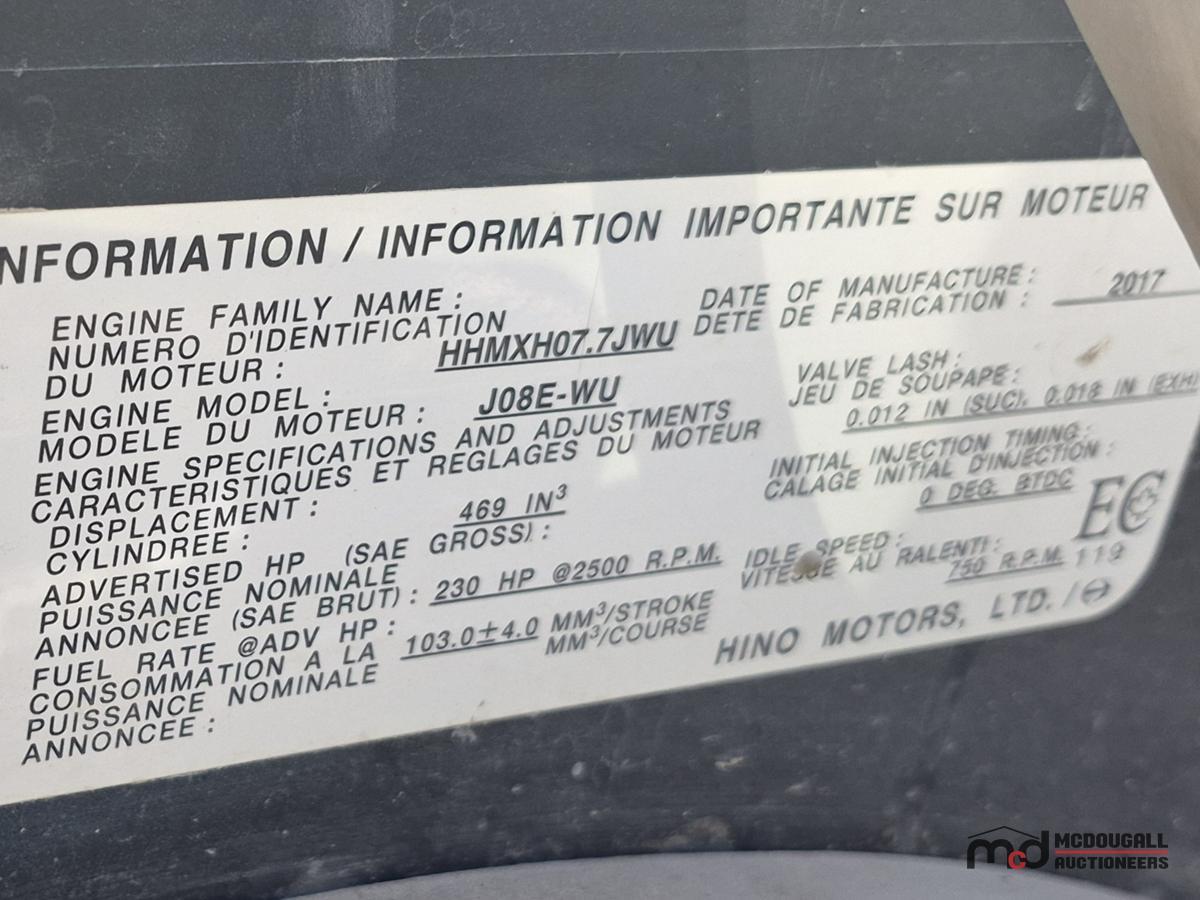 NFORMATION / INFORMATION IMPORTANTE SUR MOTEUR
ENGINE FAMILY NAME :
NUMERO D'IDENTIFICATION
DU MOTEUR : HHMXH07.7JWU
ENGINE MODEL :
MODELE DU MOTEUR : J08E-WU
ENGINE SPECIFICATIONS AND ADJUSTMENTS
CARACTERISTIQUES ET REGLAGES DU MOTEUR
DISPLACEMENT :
CYLINDREE : 469 IN³
ADVERTISED HP (SAE GROSS) :
PUISSANCE NOMINALE
ANNONCEE (SAE BRUT) : 230 HP @2500 R.P.M.
FUEL RATE @ADV HP : 103.0±4.0 MM³/STROKE
CONSOMMATION A LA MM³/COURSE
PUISSANCE NOMINALE
ANNONCEE :
DATE OF MANUFACTURE :
DETE DE FABRICATION : 2017
VALVE LASH :
JEU DE SOUPAPE :
0.012 IN (SUC), 0.018 IN (EXH)
INITIAL INJECTION TIMING :
CALAGE INITIAL D'INJECTION :
0 DEG. BTDC
IDLE SPEED :
VITESSE AU RALENTI :
750 R.P.M.
EC
119
HINO MOTORS, LTD. /
mcd MCDOUGALL
AUCTIONEERS